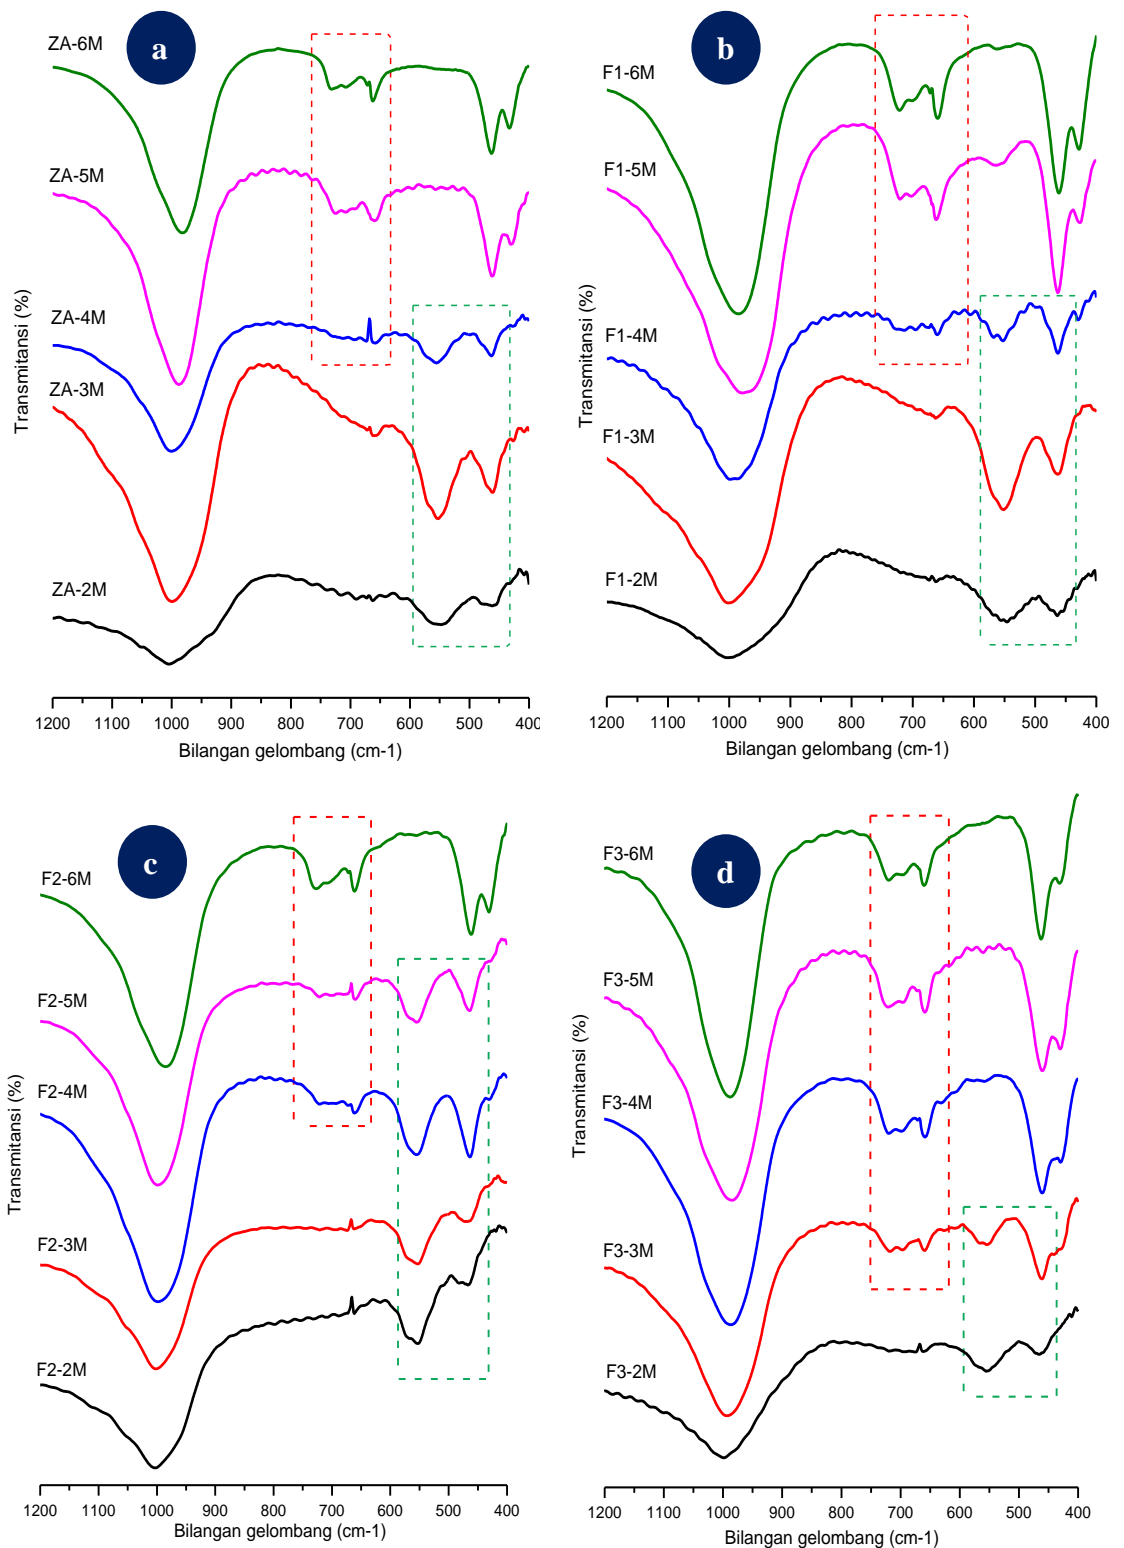 a
ZA-6M
ZA-5M
ZA-4M
ZA-3M
ZA-2M
Transmitansi (%)
1200 1100 1000 900 800 700 600 500 400
Bilangan gelombang (cm-1)
b
F1-6M
F1-5M
F1-4M
F1-3M
F1-2M
Transmitansi (%)
1200 1100 1000 900 800 700 600 500 400
Bilangan gelombang (cm-1)
c
F2-6M
F2-5M
F2-4M
F2-3M
F2-2M
Transmitansi (%)
1200 1100 1000 900 800 700 600 500 400
Bilangan gelombang (cm-1)
d
F3-6M
F3-5M
F3-4M
F3-3M
F3-2M
Transmitansi (%)
1200 1100 1000 900 800 700 600 500 400
Bilangan gelombang (cm-1)